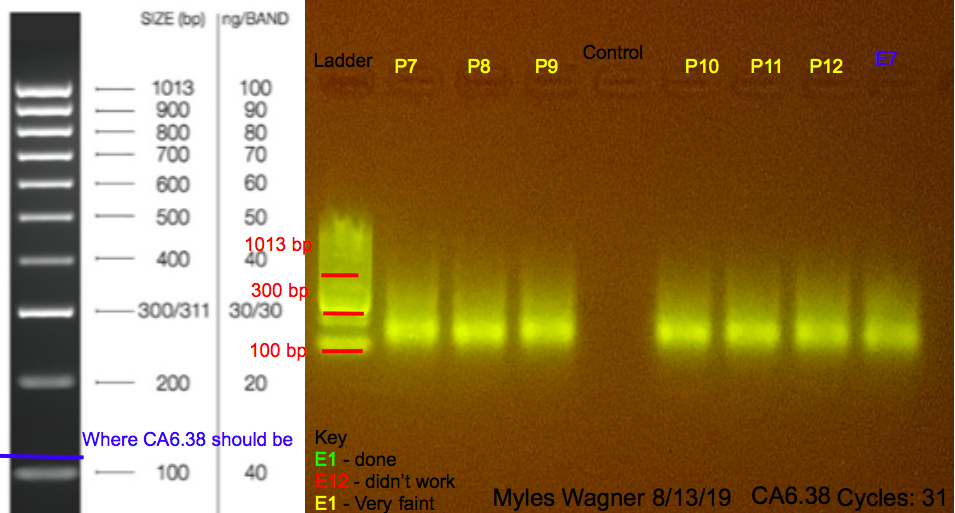 SIZE (bp) ng/BAND
1013 100
900 90
800 80
700 70
600 60
500 50
400 40
300/311 30/30
200 20
Where CA6.38 should be
100 40
Ladder P7 P8 P9 Control P10 P11 P12 E7
1013 bp
300 bp
100 bp
Key
E1 - done
E12 - didn't work
E1 - Very faint
Myles Wagner 8/13/19 CA6.38 Cycles: 31